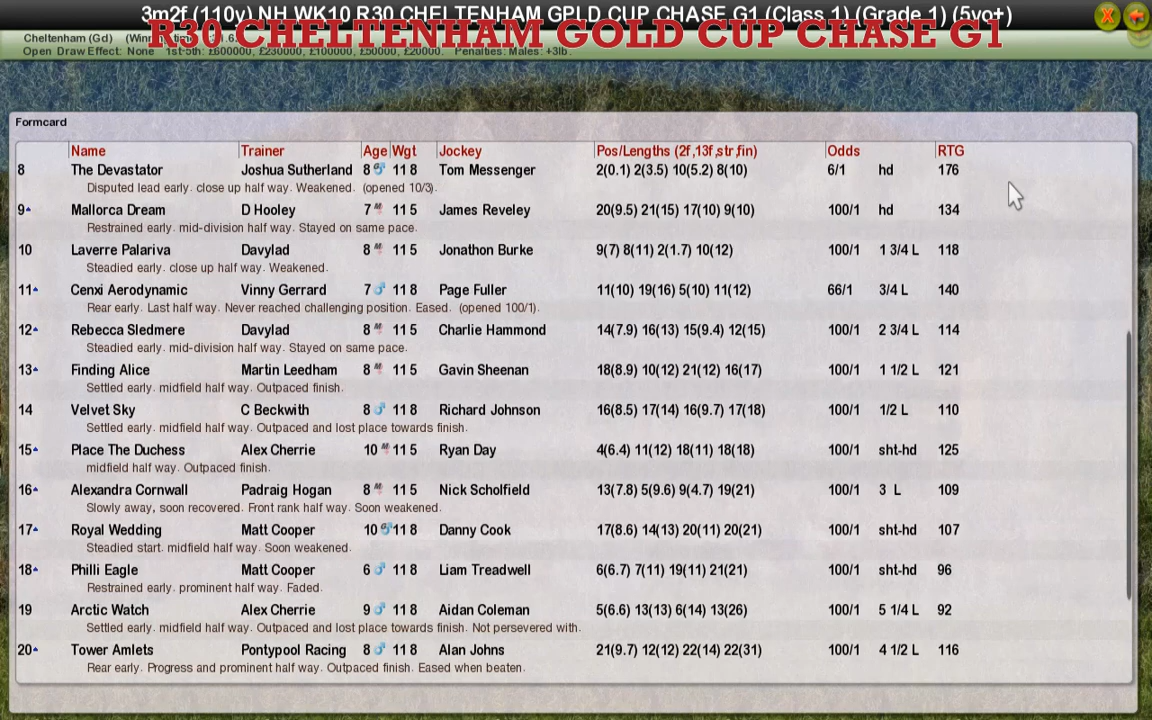 3m2f (110y) NH WK10 R30 CHELTENHAM GPLD CUP CHASE G1 (Class 1) (Grade 1) (5yo+)
R30 CHELTENHAM GOLD CUP CHASE G1
Cheltenham (Gd)
Open Draw Effect: None 1st-5th: £600000, £230000, £100000, £50000, £20000. Penalties: Males: +3lb.
Formcard
Name Trainer Age Wgt Jockey Pos/Lengths (2f,13f,str,fin) Odds RTG
8 The Devastator Joshua Sutherland 8 11 8 Tom Messenger 2(0.1) 2(3.5) 10(5.2) 8(10) 6/1 hd 176
Disputed lead early. close up half way. Weakened. (opened 10/3).
9 Mallorca Dream D Hooley 7 11 5 James Reveley 20(9.5) 21(15) 17(10) 9(10) 100/1 hd 134
Restrained early. mid-division half way. Stayed on same pace.
10 Laverre Palariva Davylad 8 11 5 Jonathon Burke 9(7) 8(11) 2(1.7) 10(12) 100/1 1 3/4 L 118
Steadied early. close up half way. Weakened.
11 Cenxi Aerodynamic Vinny Gerrard 7 11 8 Page Fuller 11(10) 19(16) 5(10) 11(12) 66/1 3/4 L 140
Rear early. Last half way. Never reached challenging position. Eased. (opened 100/1).
12 Rebecca Sledmere Davylad 8 11 5 Charlie Hammond 14(7.9) 16(13) 15(9.4) 12(15) 100/1 2 3/4 L 114
Steadied early. mid-division half way. Stayed on same pace.
13 Finding Alice Martin Leedham 8 11 5 Gavin Sheenan 18(8.9) 10(12) 21(12) 16(17) 100/1 1 1/2 L 121
Settled early. midfield half way. Outpaced finish.
14 Velvet Sky C Beckwith 8 11 8 Richard Johnson 16(8.5) 17(14) 16(9.7) 17(18) 100/1 1/2 L 110
Settled early. midfield half way. Outpaced and lost place towards finish.
15 Place The Duchess Alex Cherrie 10 11 5 Ryan Day 4(6.4) 11(12) 18(11) 18(18) 100/1 sht-hd 125
midfield half way. Outpaced finish.
16 Alexandra Cornwall Padraig Hogan 8 11 5 Nick Scholfield 13(7.8) 5(9.6) 9(4.7) 19(21) 100/1 3 L 109
Slowly away, soon recovered. Front rank half way. Soon weakened.
17 Royal Wedding Matt Cooper 10 11 8 Danny Cook 17(8.6) 14(13) 20(11) 20(21) 100/1 sht-hd 107
Steadied start. midfield half way. Soon weakened.
18 Philli Eagle Matt Cooper 6 11 8 Liam Treadwell 6(6.7) 7(11) 19(11) 21(21) 100/1 sht-hd 96
Restrained early. prominent half way. Faded.
19 Arctic Watch Alex Cherrie 9 11 8 Aidan Coleman 5(6.6) 13(13) 6(14) 13(26) 100/1 5 1/4 L 92
Settled early. midfield half way. Outpaced and lost place towards finish. Not persevered with.
20 Tower Amlets Pontypool Racing 8 11 8 Alan Johns 21(9.7) 12(12) 22(14) 22(31) 100/1 4 1/2 L 116
Rear early. Progress and prominent half way. Outpaced finish. Eased when beaten.